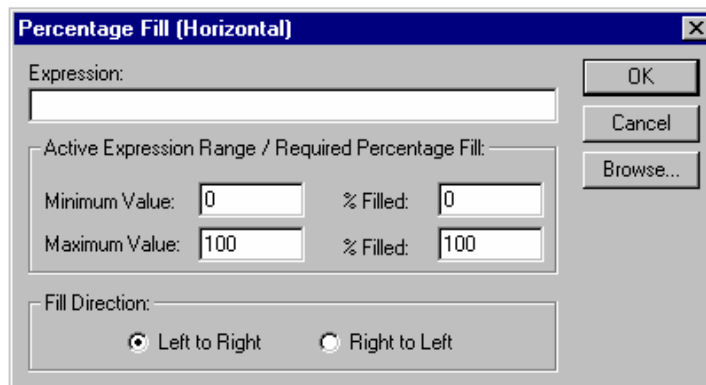 Percentage Fill (Horizontal)
Expression:
OK
Cancel
Browse...
Active Expression Range / Required Percentage Fill:
Minimum Value: 0 % Filled: 0
Maximum Value: 100 % Filled: 100
Fill Direction:
Left to Right Right to Left